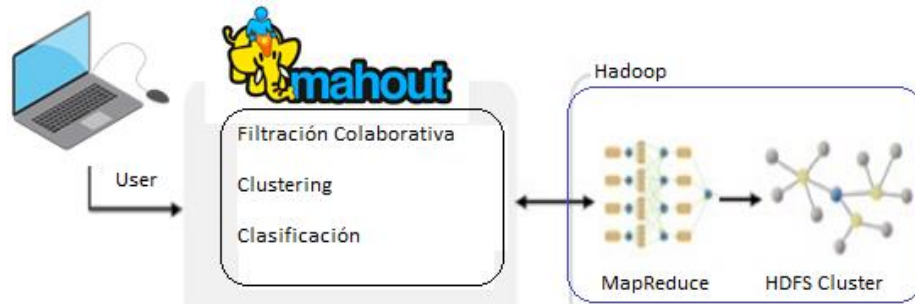 mahout
Hadoop
Filtración Colaborativa
User
Clustering
Clasificación
MapReduce
HDFS Cluster